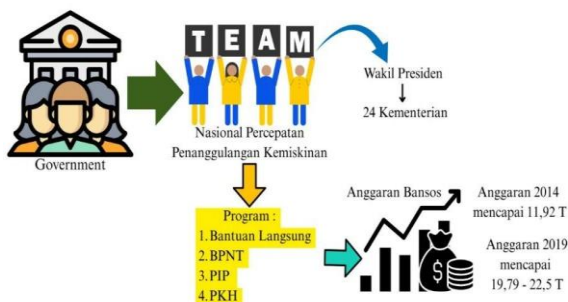 TEAM
Wakil Presiden
24 Kementerian
Government
Nasional Percepatan
Penanggulangan Kemiskinan
Program :
1. Bantuan Langsung
2. BPNT
3. PIP
4. PKH
Anggaran Bansos
Anggaran 2014
mencapai 11,92 T
Anggaran 2019
mencapai
19,79 - 22,5 T
$